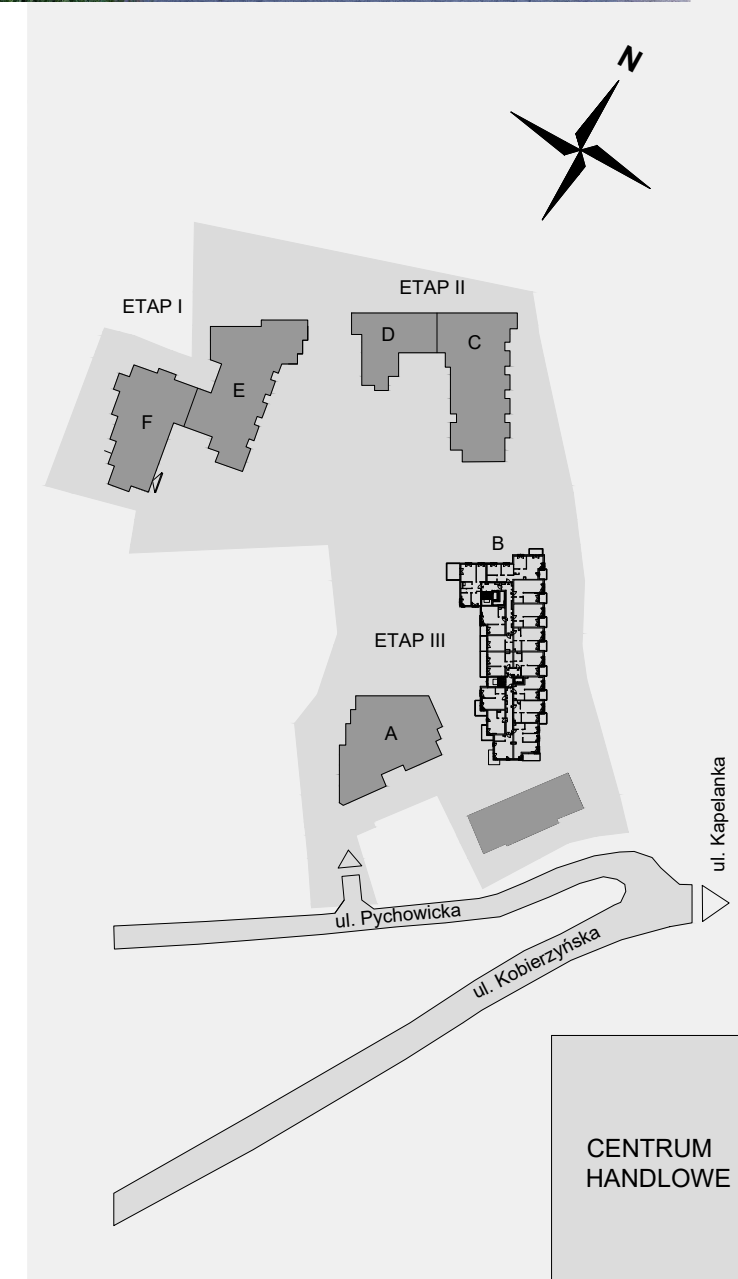 N
ETAP II
ETAP I
D
C
E
F
B
ETAP III
A
ul. Kapelanka
ul. Pychowicka
ul. Kobierzyńska
CENTRUM
HANDLOWE